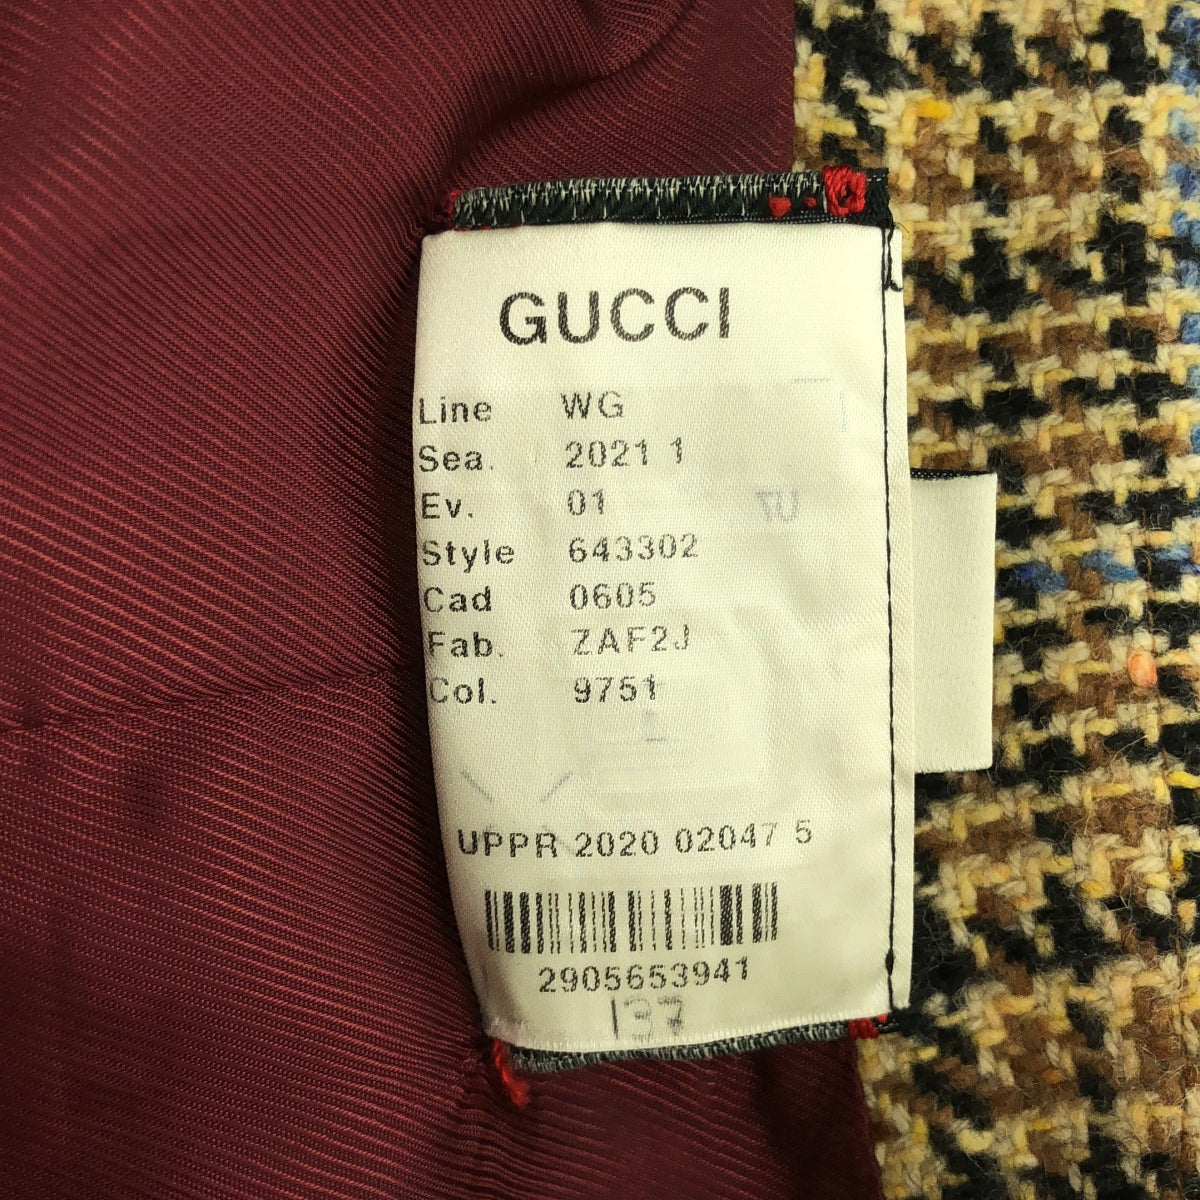 GUCCI
Line WG
Sea. 2021 1
Ev. 01
Style 643302
Cad 0605
Fab. ZAF2J
Col. 9751
UPPR 2020 02047 5
2905653941
137